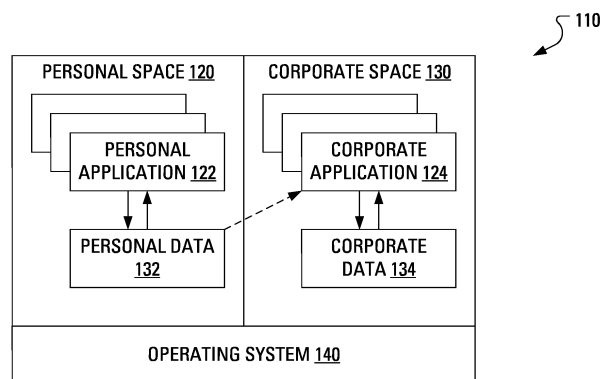 110
PERSONAL SPACE 120
CORPORATE SPACE 130
PERSONAL
APPLICATION 122
CORPORATE
APPLICATION 124
PERSONAL DATA
132
CORPORATE
DATA 134
OPERATING SYSTEM 140